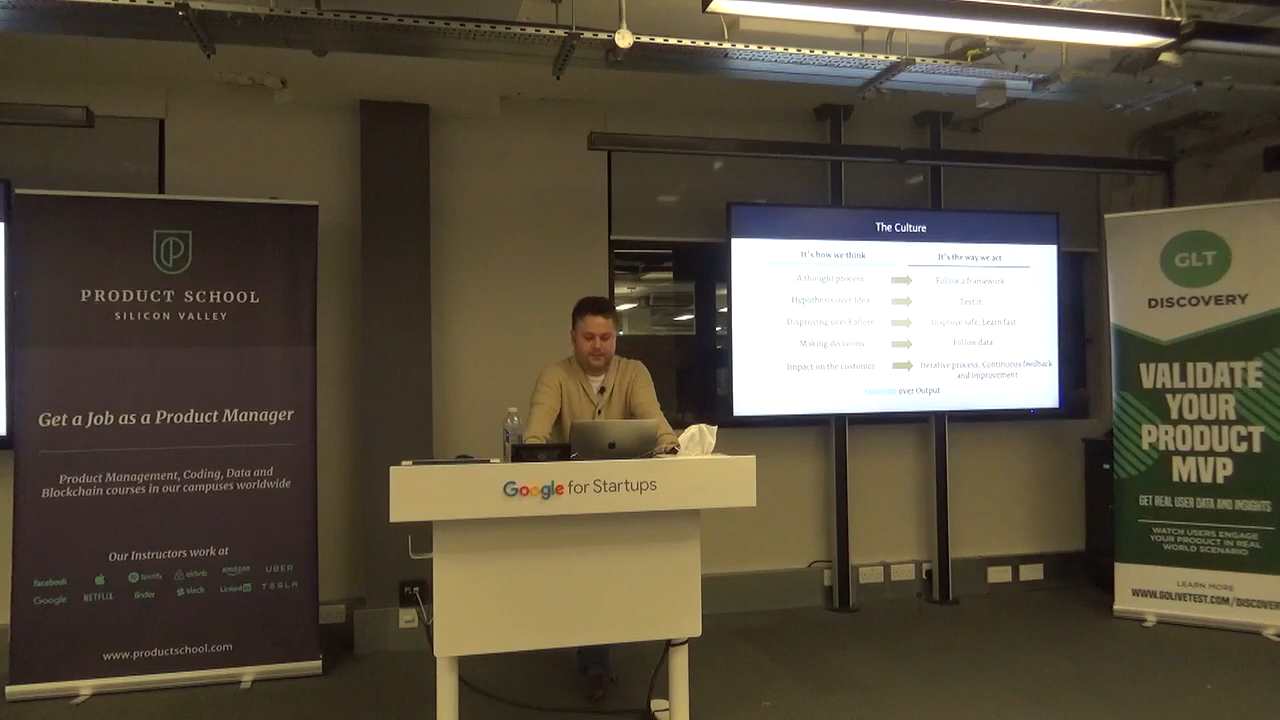 PRODUCT SCHOOL
SILICON VALLEY
Get a Job as a Product Manager
Product Management, Coding, Data and
Blockchain courses in our campuses worldwide
Our Instructors work at
facebook
Spotify
airbnb
amazon
UBER
Google
NETFLIX
tinder
slack
LinkedIn
TESLA
www.productschool.com
Google for Startups
The Culture
It's how we think
It's the way we act
A thought process
Follow a framework
Hypothesis over Idea
Test it
Disproving over Failure
Disprove safe, Learn fast
Making decisions
Follow data
Impact on the customer
Iterative process, Continuous feedback
and improvement
over Output
GLT
DISCOVERY
VALIDATE
YOUR
PRODUCT
MVP
GET REAL USER DATA AND INSIGHTS
WATCH USERS ENGAGE
YOUR PRODUCT IN REAL
WORLD SCENARIO
LEARN MORE
WWW.GOLIVETEST.COM/DISCOVER